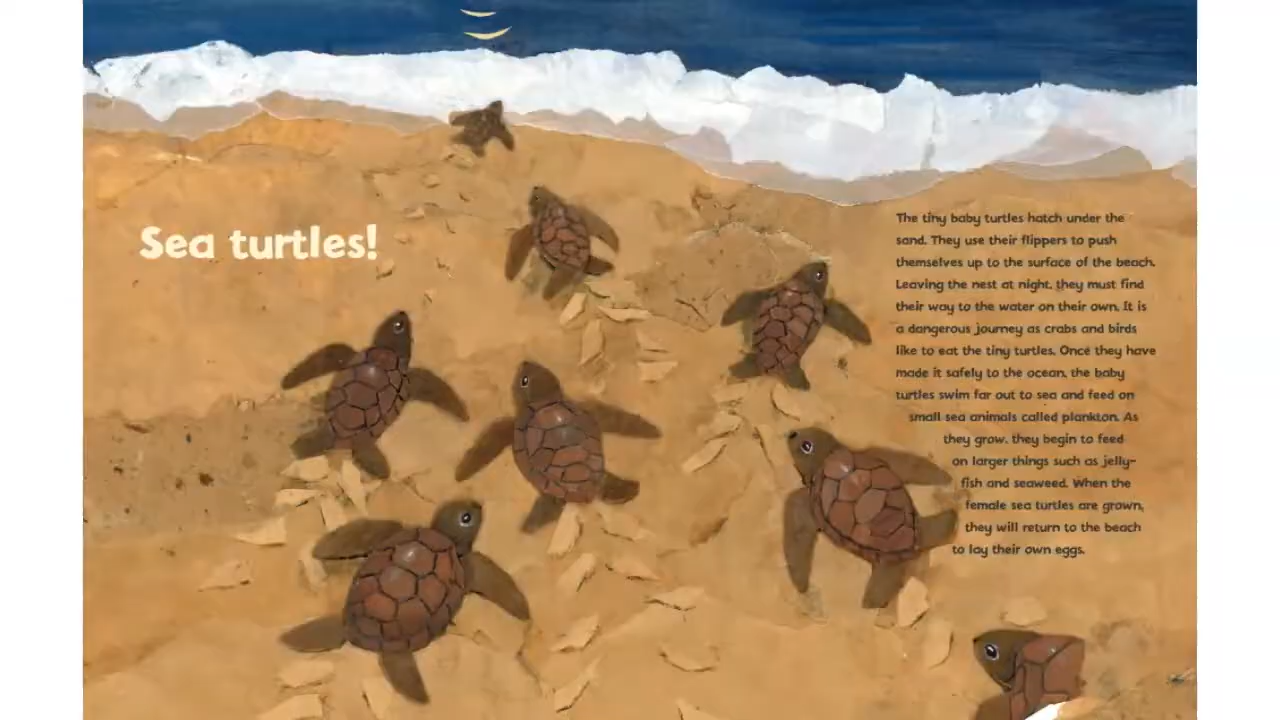 Sea turtles!
The tiny baby turtles hatch under the
sand. They use their flippers to push
themselves up to the surface of the beach.
Leaving the nest at night, they must find
their way to the water on their own. It is
a dangerous journey as crabs and birds
like to eat the tiny turtles. Once they have
made it safely to the ocean, the baby
turtles swim far out to sea and feed on
small sea animals called plankton. As
they grow, they begin to feed
on larger things such as jelly-
fish and seaweed. When the
female sea turtles are grown,
they will return to the beach
to lay their own eggs.